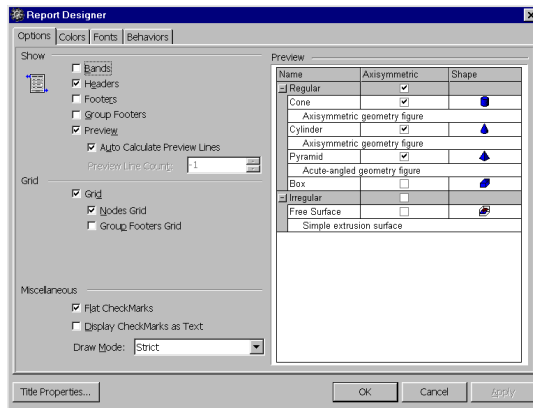 Report Designer
Options Colors Fonts Behaviors
Show
Bands
Headers
Footers
Group Footers
Preview
Auto Calculate Preview Lines
Preview Line Count: -1
Grid
Grid
Nodes Grid
Group Footers Grid
Miscellaneous
Flat CheckMarks
Display CheckMarks as Text
Draw Mode: Strict
Preview
Name Axisymmetric Shape
Regular
Cone
Axisymmetric geometry figure
Cylinder
Axisymmetric geometry figure
Pyramid
Acute-angled geometry figure
Box
Irregular
Free Surface
Simple extrusion surface
Title Properties... OK Cancel Apply